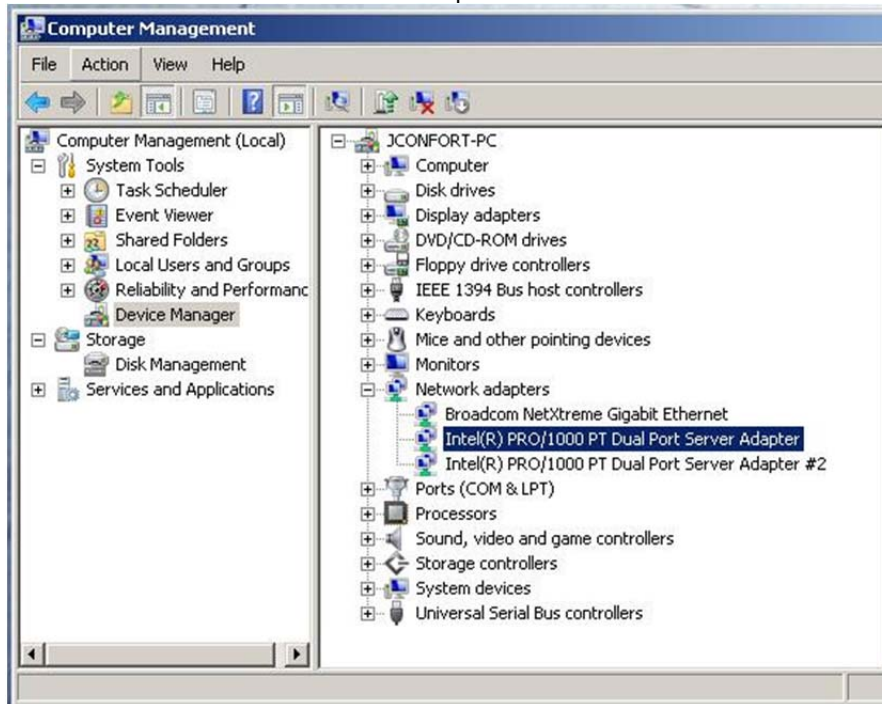 Computer Management
File Action View Help
Computer Management (Local)
System Tools
Task Scheduler
Event Viewer
Shared Folders
Local Users and Groups
Reliability and Performanc
Device Manager
Storage
Disk Management
Services and Applications
JCONFORT-PC
Computer
Disk drives
Display adapters
DVD/CD-ROM drives
Floppy drive controllers
IEEE 1394 Bus host controllers
Keyboards
Mice and other pointing devices
Monitors
Network adapters
Broadcom NetXtreme Gigabit Ethernet
Intel(R) PRO/1000 PT Dual Port Server Adapter
Intel(R) PRO/1000 PT Dual Port Server Adapter #2
Ports (COM & LPT)
Processors
Sound, video and game controllers
Storage controllers
System devices
Universal Serial Bus controllers